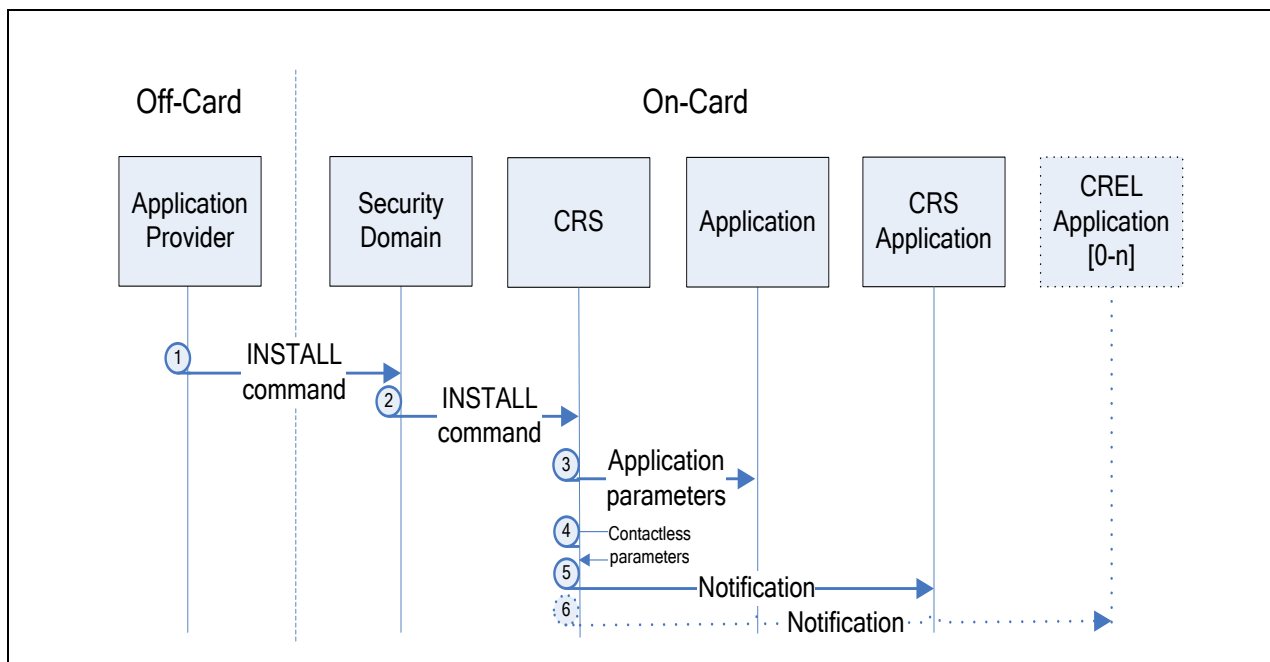 Off-Card
On-Card
Application
Provider
Security
Domain
CRS
Application
CRS
Application
CREL
Application
[0-n]
1
INSTALL
command
2
INSTALL
command
3
Application
parameters
4
Contactless
parameters
5
Notification
6
Notification